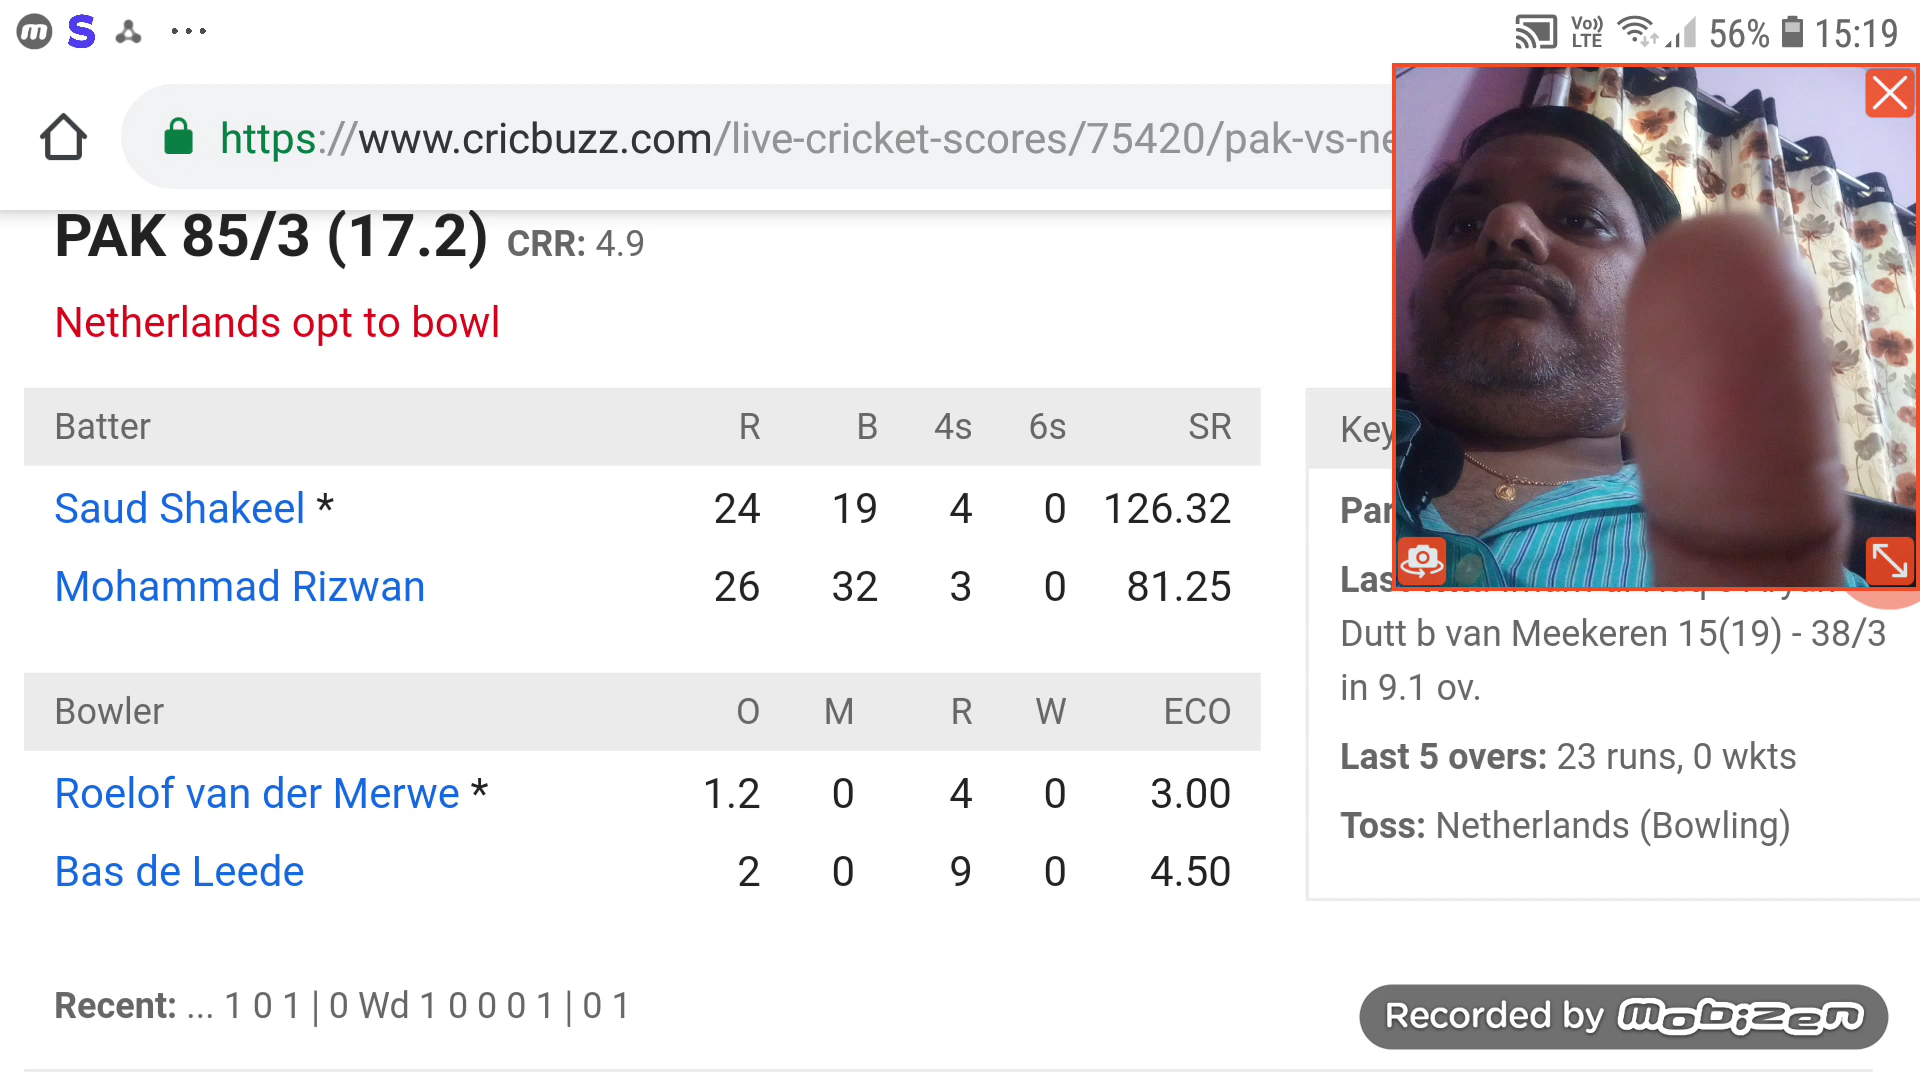 Vo)) LTE 56% 15:19
https://www.cricbuzz.com/live-cricket-scores/75420/pak-vs-ne
PAK 85/3 (17.2) CRR: 4.9
Netherlands opt to bowl
Batter R B 4s 6s SR
Saud Shakeel * 24 19 4 0 126.32
Mohammad Rizwan 26 32 3 0 81.25
Bowler O M R W ECO
Roelof van der Merwe * 1.2 0 4 0 3.00
Bas de Leede 2 0 9 0 4.50
Recent: ... 1 0 1 | 0 Wd 1 0 0 0 1 | 0 1
Key
Dutt b van Meekeren 15(19) - 38/3
in 9.1 ov.
Last 5 overs: 23 runs, 0 wkts
Toss: Netherlands (Bowling)
Recorded by mobizen